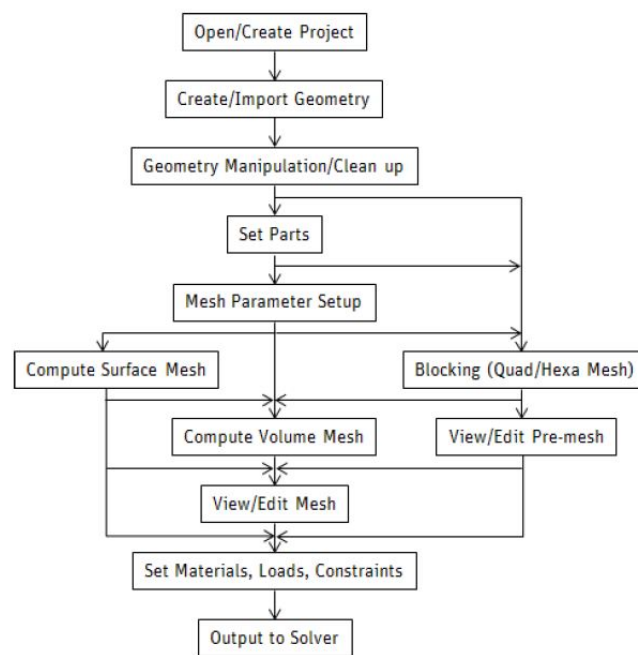 Open/Create Project
Create/Import Geometry
Geometry Manipulation/Clean up
Set Parts
Mesh Parameter Setup
Compute Surface Mesh
Blocking (Quad/Hexa Mesh)
Compute Volume Mesh
View/Edit Pre-mesh
View/Edit Mesh
Set Materials, Loads, Constraints
Output to Solver